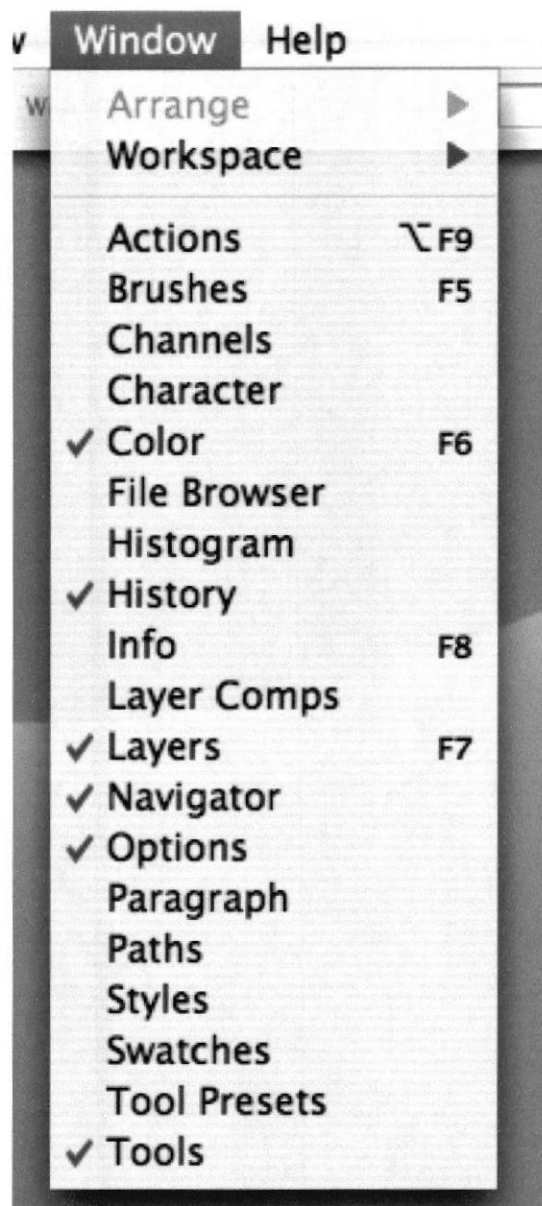 Window Help
Arrange ▶
Workspace ▶
Actions ⌥F9
Brushes F5
Channels
Character
✓ Color F6
File Browser
Histogram
✓ History
Info F8
Layer Comps
✓ Layers F7
✓ Navigator
✓ Options
Paragraph
Paths
Styles
Swatches
Tool Presets
✓ Tools